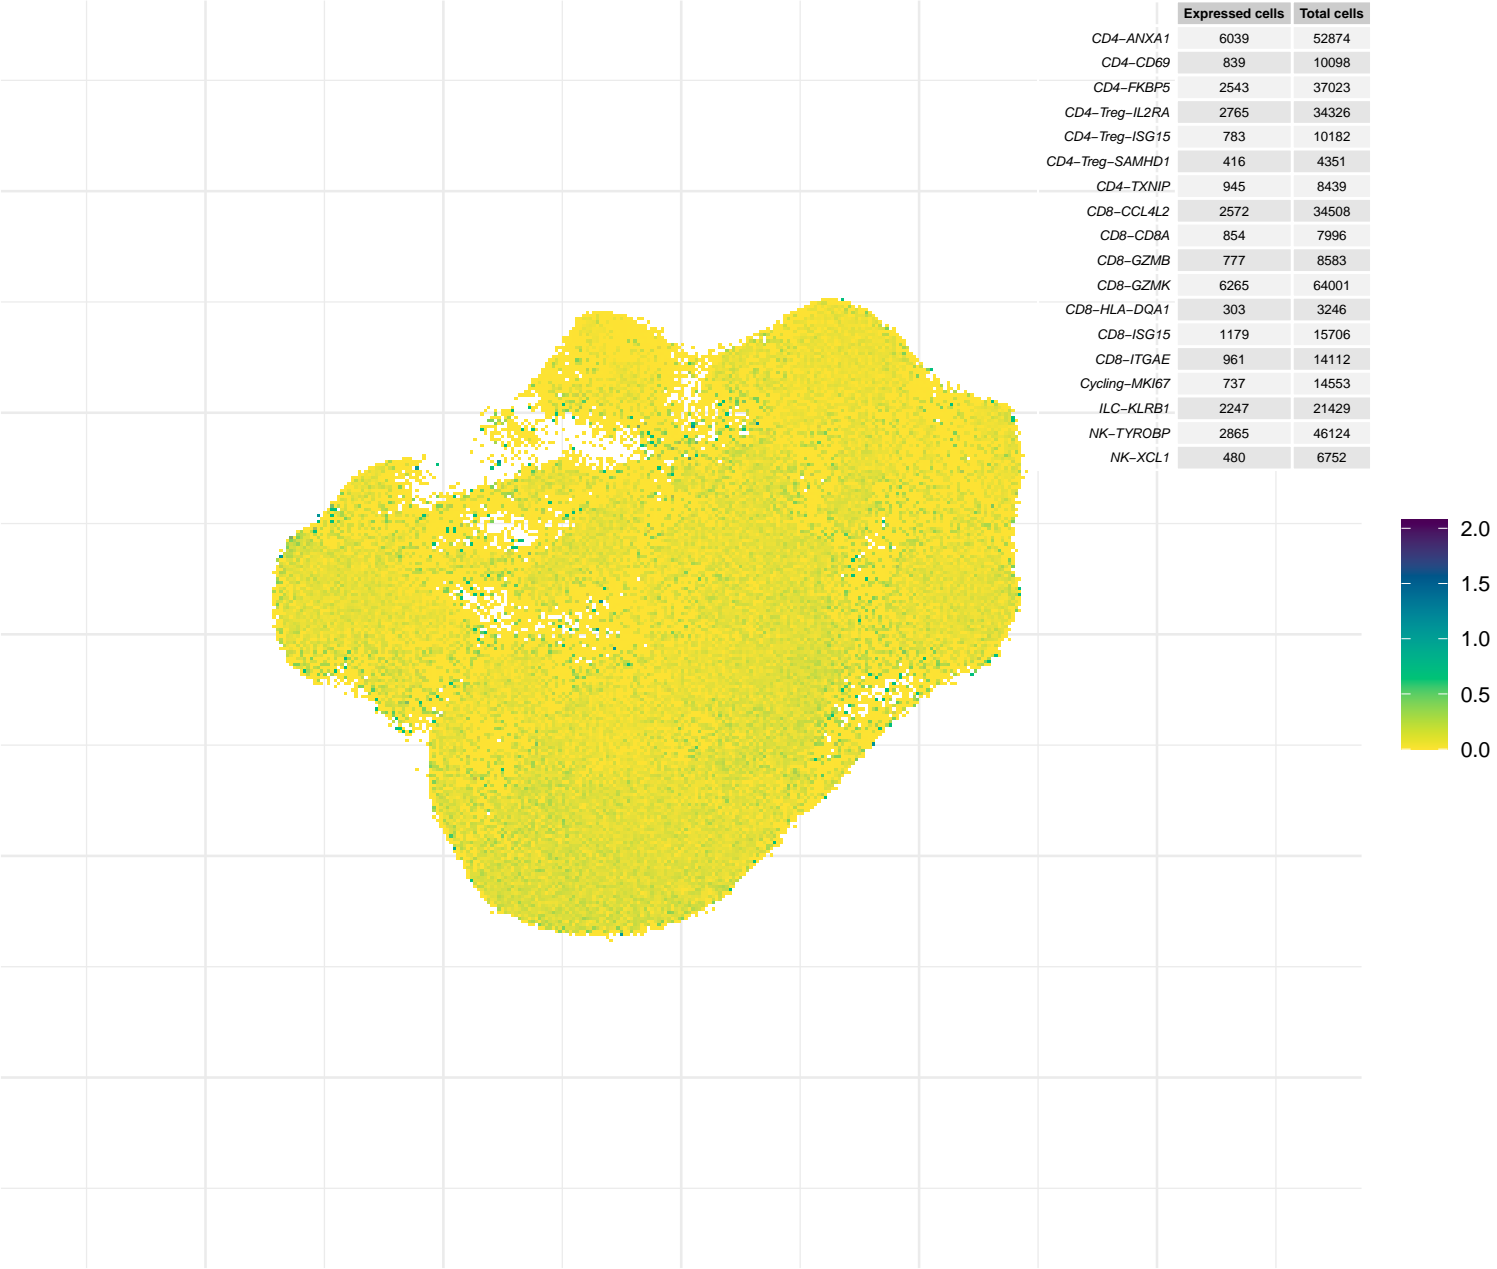 Expressed cells Total cells
CD4−ANXA1 6039 52874
CD4−CD69 839 10098
CD4−FKBP5 2543 37023
CD4−Treg−IL2RA 2765 34326
CD4−Treg−ISG15 783 10182
CD4−Treg−SAMHD1 416 4351
CD4−TXNIP 945 8439
CD8−CCL4L2 2572 34508
CD8−CD8A 854 7996
CD8−GZMB 777 8583
CD8−GZMK 6265 64001
CD8−HLA−DQA1 303 3246
CD8−ISG15 1179 15706
CD8−ITGAE 961 14112
Cycling−MKI67 737 14553
ILC−KLRB1 2247 21429
NK−TYROBP 2865 46124
NK−XCL1 480 6752
2.0
1.5
1.0
0.5
0.0